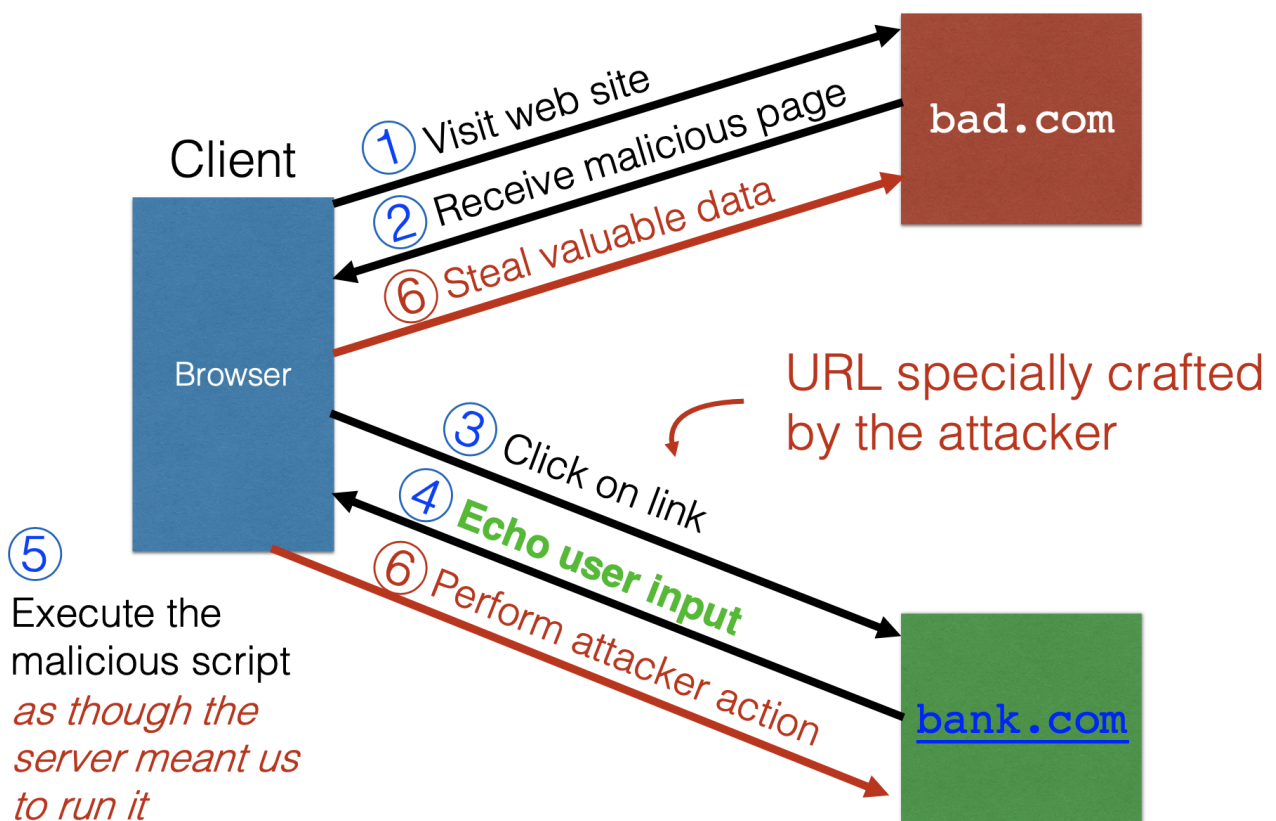 ① Visit web site
② Receive malicious page
⑥ Steal valuable data
bad.com
Client
Browser
URL specially crafted
by the attacker
③ Click on link
④ Echo user input
⑥ Perform attacker action
bank.com
⑤
Execute the
malicious script
as though the
server meant us
to run it